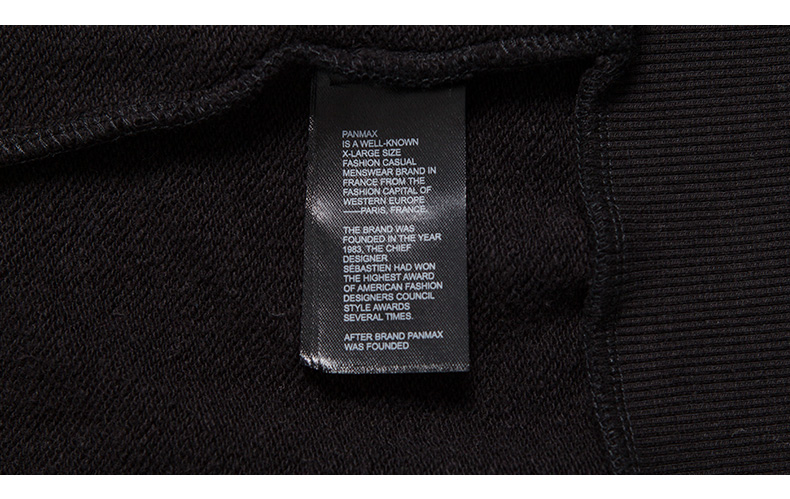 PANMAX
IS A WELL-KNOWN
X-LARGE SIZE
FASHION CASUAL
MENSWEAR BRAND IN
FRANCE FROM THE
FASHION CAPITAL OF
WESTERN EUROPE
——PARIS, FRANCE.
THE BRAND WAS
FOUNDED IN THE YEAR
1983, THE CHIEF
DESIGNER
SÉBASTIEN HAD WON
THE HIGHEST AWARD
OF AMERICAN FASHION
DESIGNERS COUNCIL
STYLE AWARDS
SEVERAL TIMES.
AFTER BRAND PANMAX
WAS FOUNDED